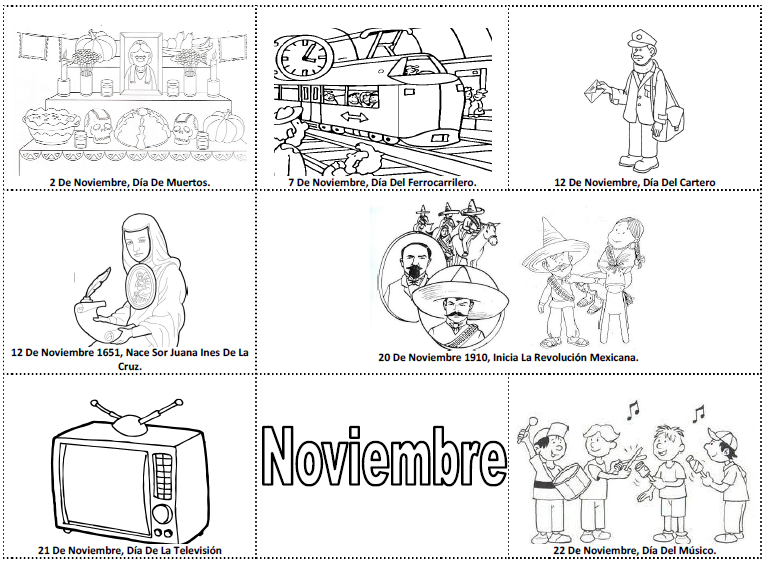 2 De Noviembre, Día De Muertos.
7 De Noviembre, Día Del Ferrocarrilero.
12 De Noviembre, Día Del Cartero
12 De Noviembre 1651, Nace Sor Juana Ines De La
Cruz.
20 De Noviembre 1910, Inicia La Revolución Mexicana.
21 De Noviembre, Día De La Televisión
Noviembre
22 De Noviembre, Día Del Músico.